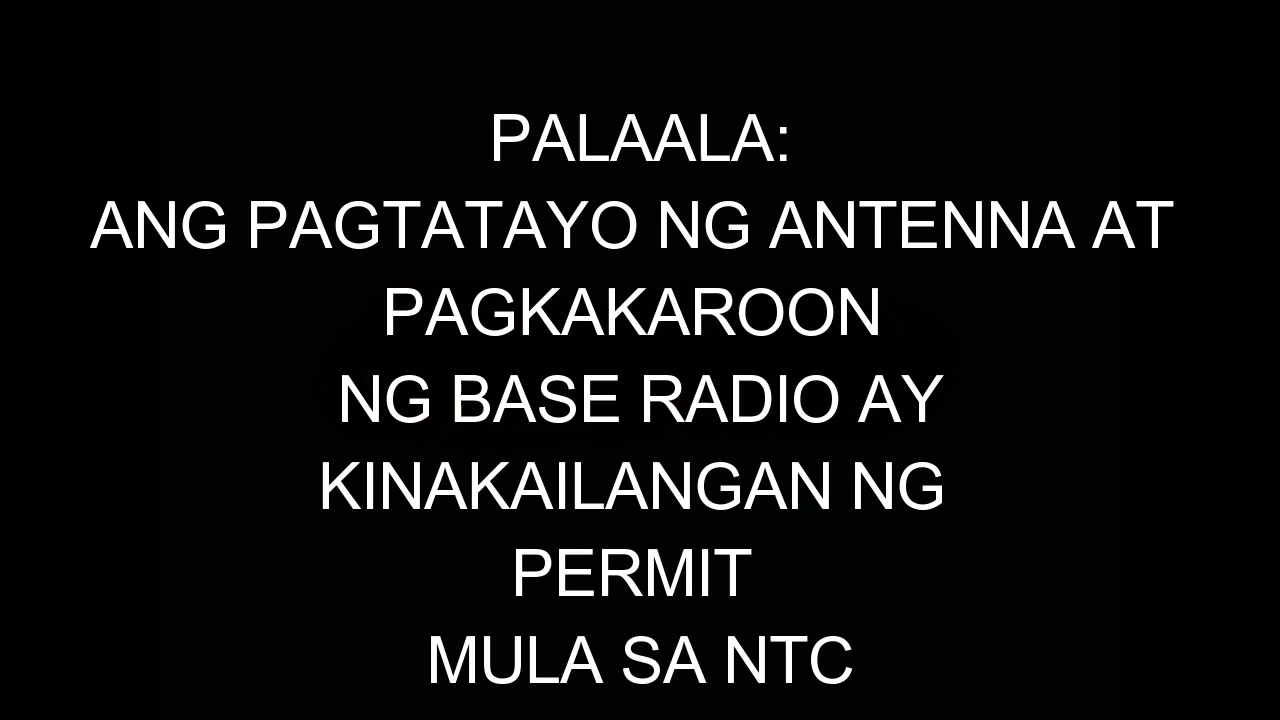 PALAALA:
ANG PAGTATAYO NG ANTENNA AT
PAGKAKAROON
NG BASE RADIO AY
KINAKAILANGAN NG
PERMIT
MULA SA NTC